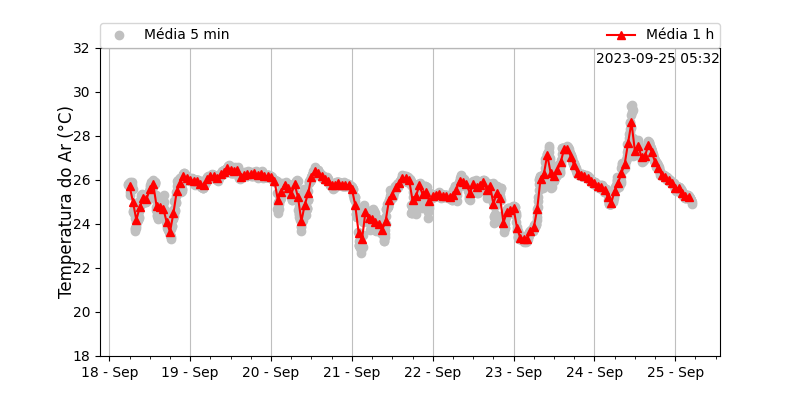 Média 5 min
Média 1 h
2023-09-25 05:32
Temperatura do Ar (°C)
32
30
28
26
24
22
20
18
18 - Sep
19 - Sep
20 - Sep
21 - Sep
22 - Sep
23 - Sep
24 - Sep
25 - Sep